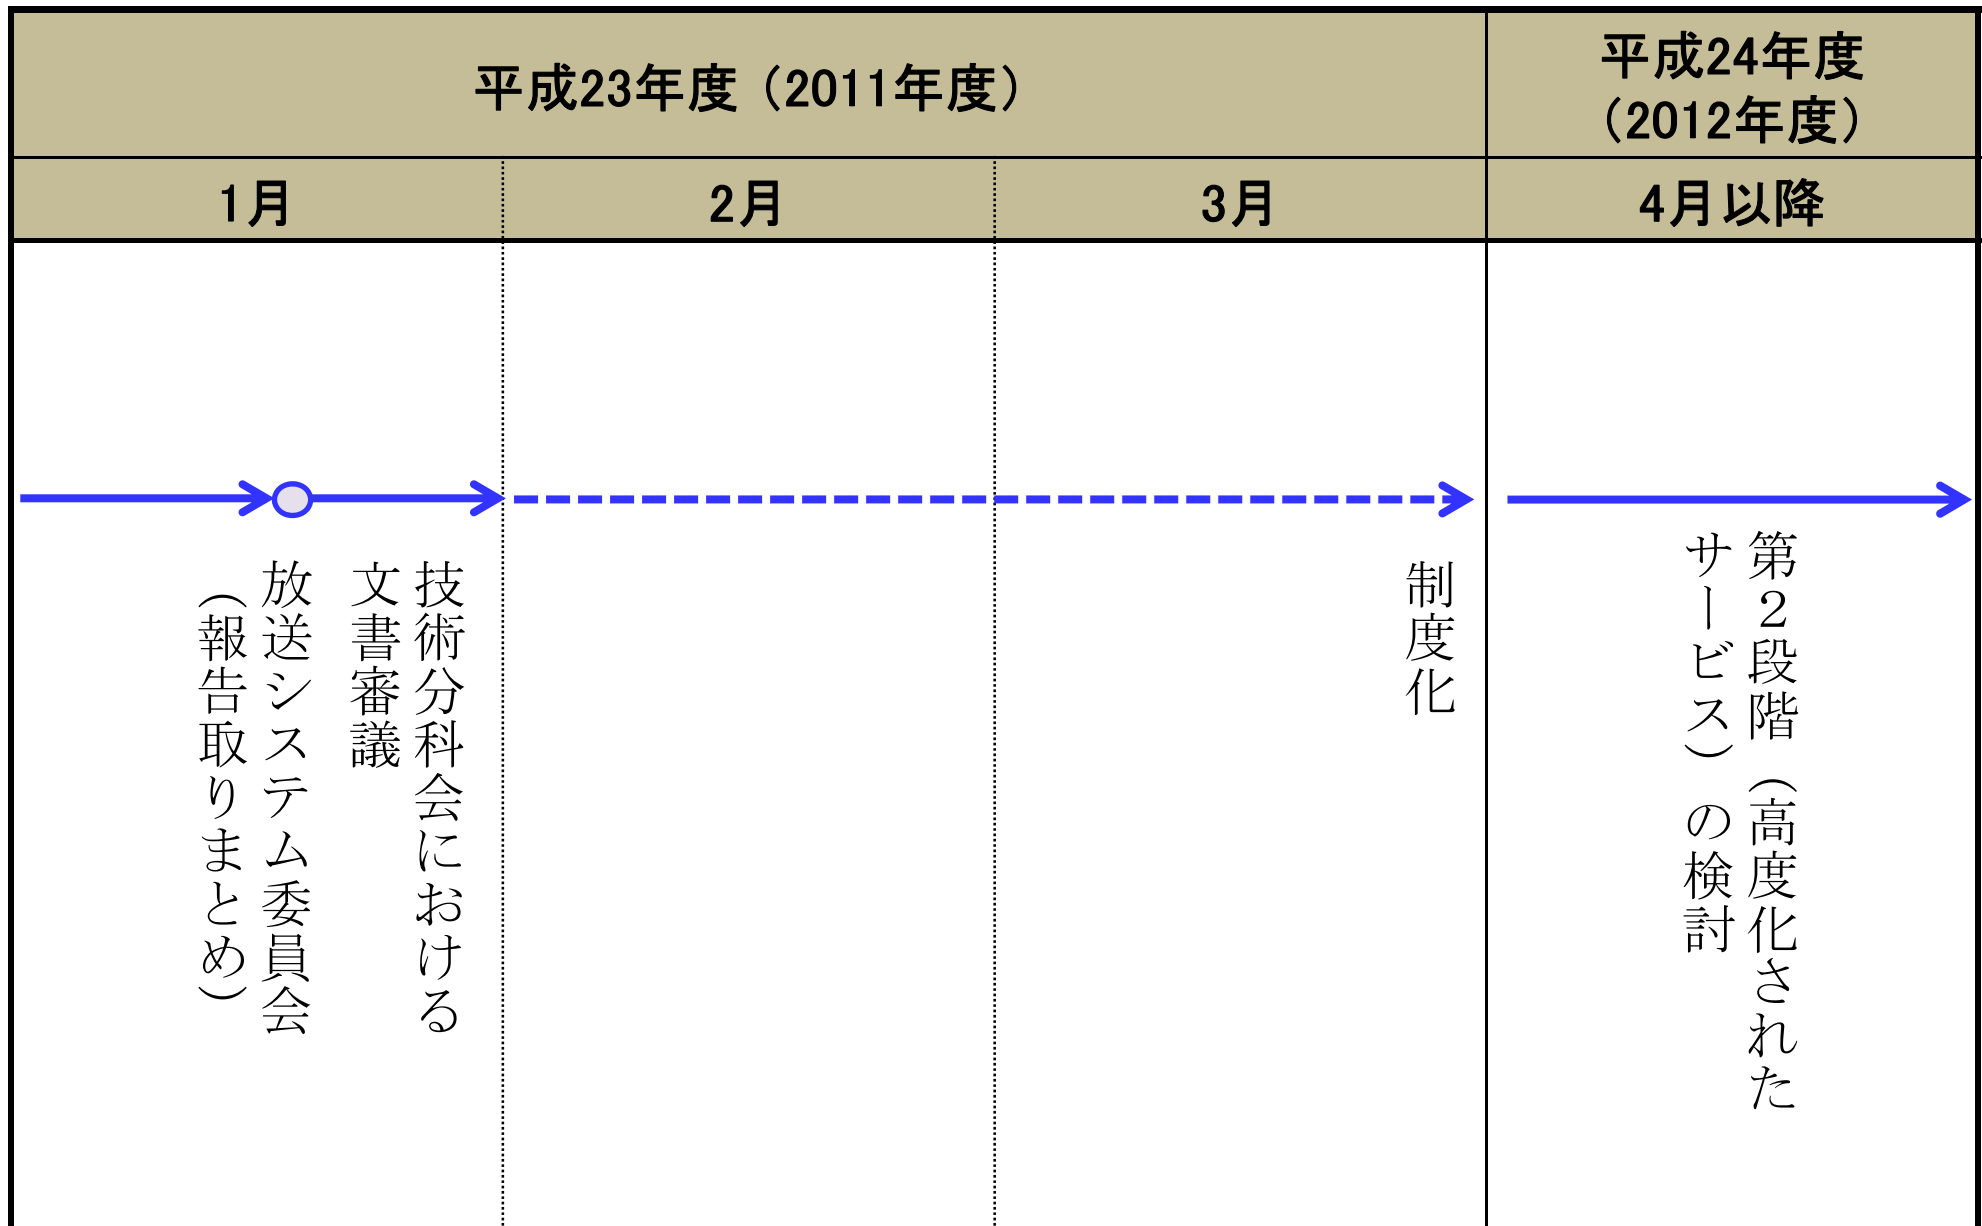 平成23年度（2011年度）
平成24年度
（2012年度）
1月
2月
3月
4月以降
放送システム委員会
（報告取りまとめ）
技術分科会における
文書審議
制度化
第２段階（高度化された
サービス）の検討